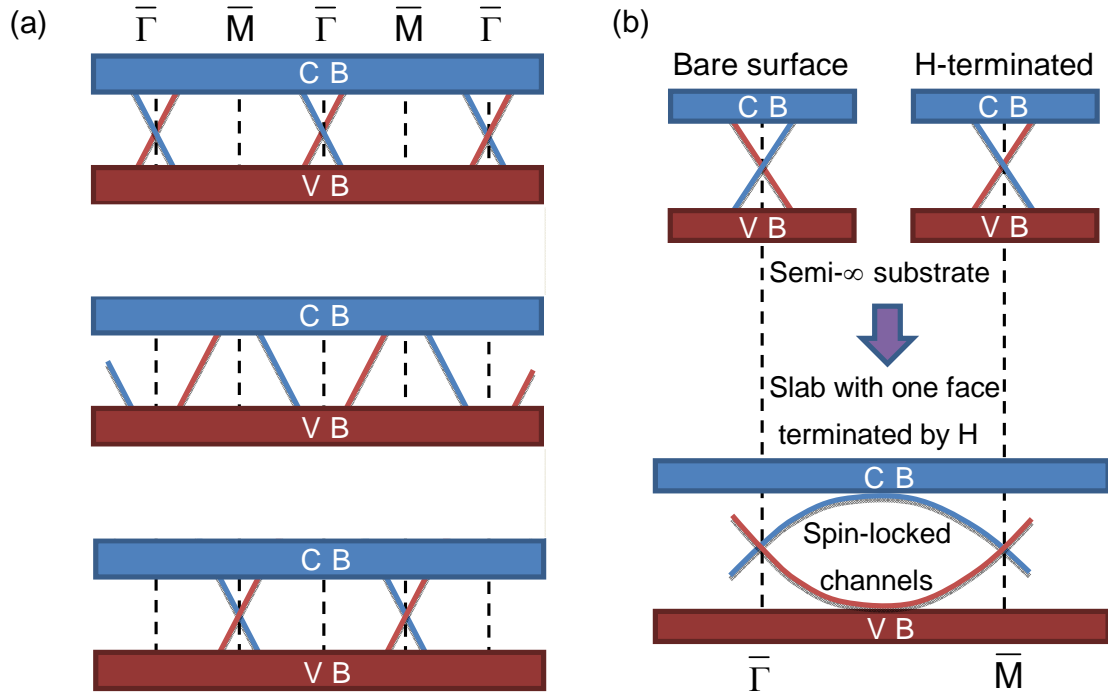 (a)
Γ̅ M̅ Γ̅ M̅ Γ̅
C B
V B
C B
V B
C B
V B
(b)
Bare surface H-terminated
C B C B
V B V B
Semi-∞ substrate
Slab with one face
terminated by H
C B
Spin-locked
channels
V B
Γ̅ M̅